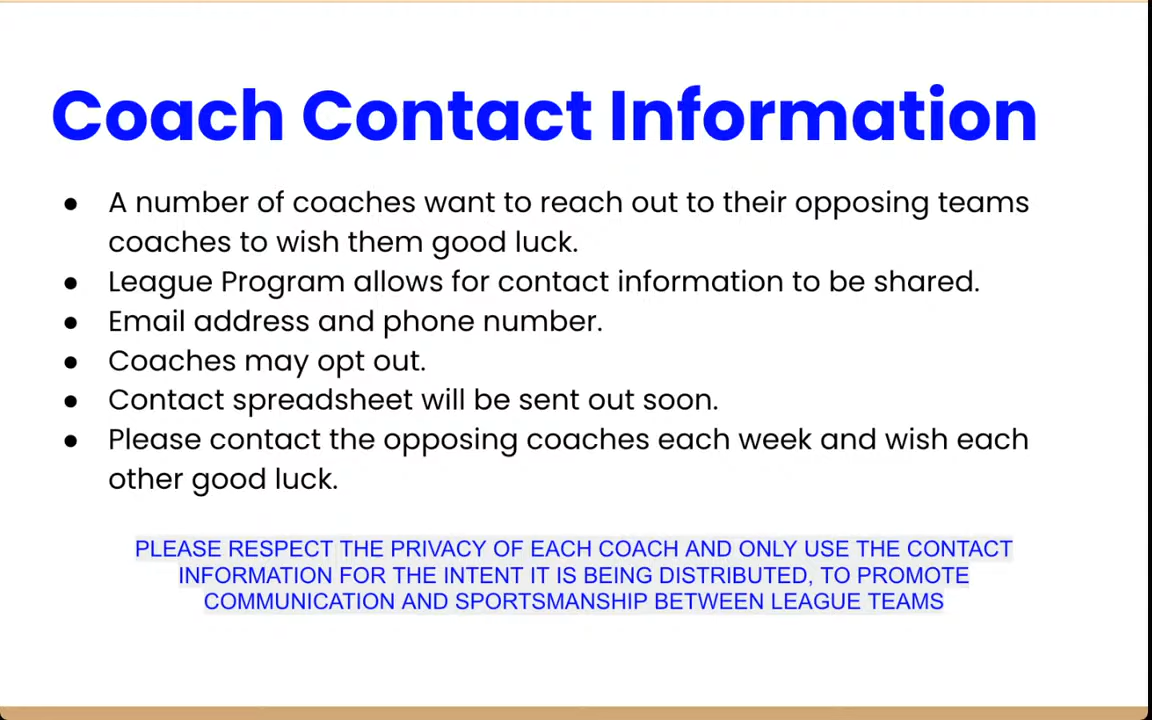 Coach Contact Information
● A number of coaches want to reach out to their opposing teams
coaches to wish them good luck.
● League Program allows for contact information to be shared.
● Email address and phone number.
● Coaches may opt out.
● Contact spreadsheet will be sent out soon.
● Please contact the opposing coaches each week and wish each
other good luck.
PLEASE RESPECT THE PRIVACY OF EACH COACH AND ONLY USE THE CONTACT
INFORMATION FOR THE INTENT IT IS BEING DISTRIBUTED, TO PROMOTE
COMMUNICATION AND SPORTSMANSHIP BETWEEN LEAGUE TEAMS